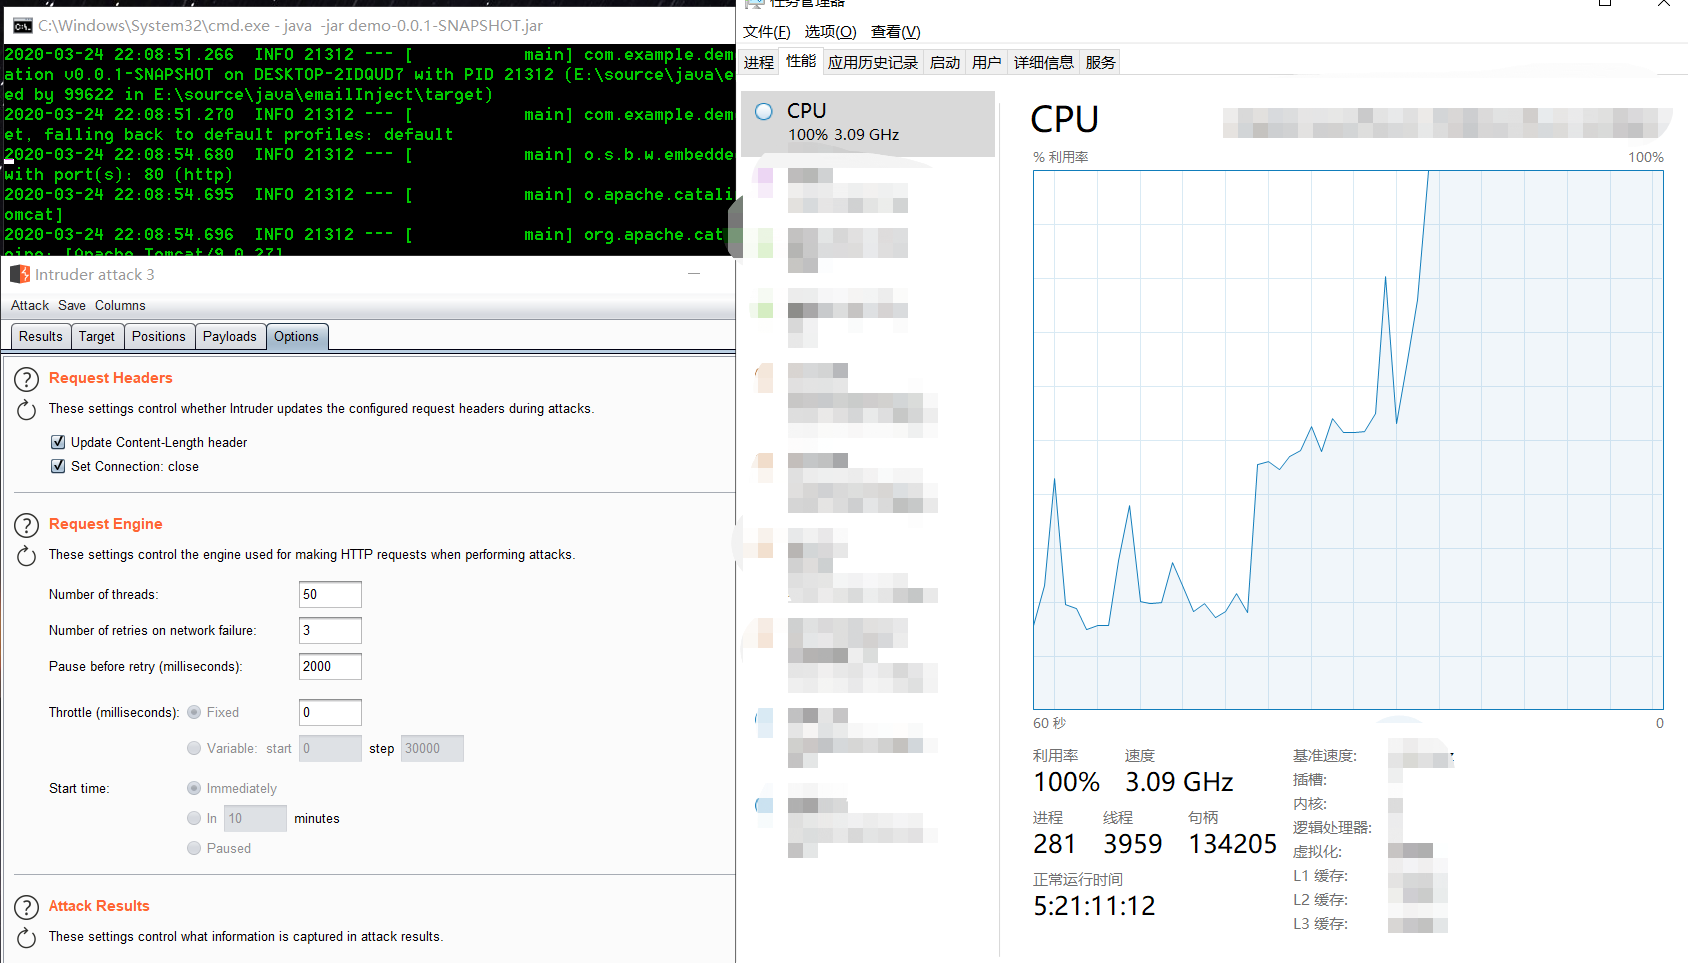 C:\Windows\System32\cmd.exe - java  -jar demo-0.0.1-SNAPSHOT.jar
2020-03-24 22:08:51.266  INFO 21312 --- [           main] com.example.dem
ation v0.0.1-SNAPSHOT on DESKTOP-2IDQUD7 with PID 21312 (E:\source\java\e
ed by 99622 in E:\source\java\emailInject\target)
2020-03-24 22:08:51.270  INFO 21312 --- [           main] com.example.dem
et, falling back to default profiles: default
2020-03-24 22:08:54.680  INFO 21312 --- [           main] o.s.b.w.embedde
with port(s): 80 (http)
2020-03-24 22:08:54.695  INFO 21312 --- [           main] o.apache.catali
omcat]
2020-03-24 22:08:54.696  INFO 21312 --- [           main] org.apache.cat
gine: [Apache Tomcat/9.0.27]
Intruder attack 3
Attack Save Columns
Results Target Positions Payloads Options
Request Headers
These settings control whether Intruder updates the configured request headers during attacks.
Update Content-Length header
Set Connection: close
Request Engine
These settings control the engine used for making HTTP requests when performing attacks.
Number of threads: 50
Number of retries on network failure: 3
Pause before retry (milliseconds): 2000
Throttle (milliseconds): Fixed 0
Variable: start 0 step 30000
Start time: Immediately
In 10 minutes
Paused
Attack Results
These settings control what information is captured in attack results.
任务管理器
文件(F) 选项(O) 查看(V)
进程 性能 应用历史记录 启动 用户 详细信息 服务
CPU
100% 3.09 GHz
CPU
% 利用率 100%
60 秒 0
利用率 速度
100% 3.09 GHz
进程 线程 句柄
281 3959 134205
正常运行时间
5:21:11:12
基准速度:
插槽:
内核:
逻辑处理器:
虚拟化:
L1 缓存:
L2 缓存:
L3 缓存: